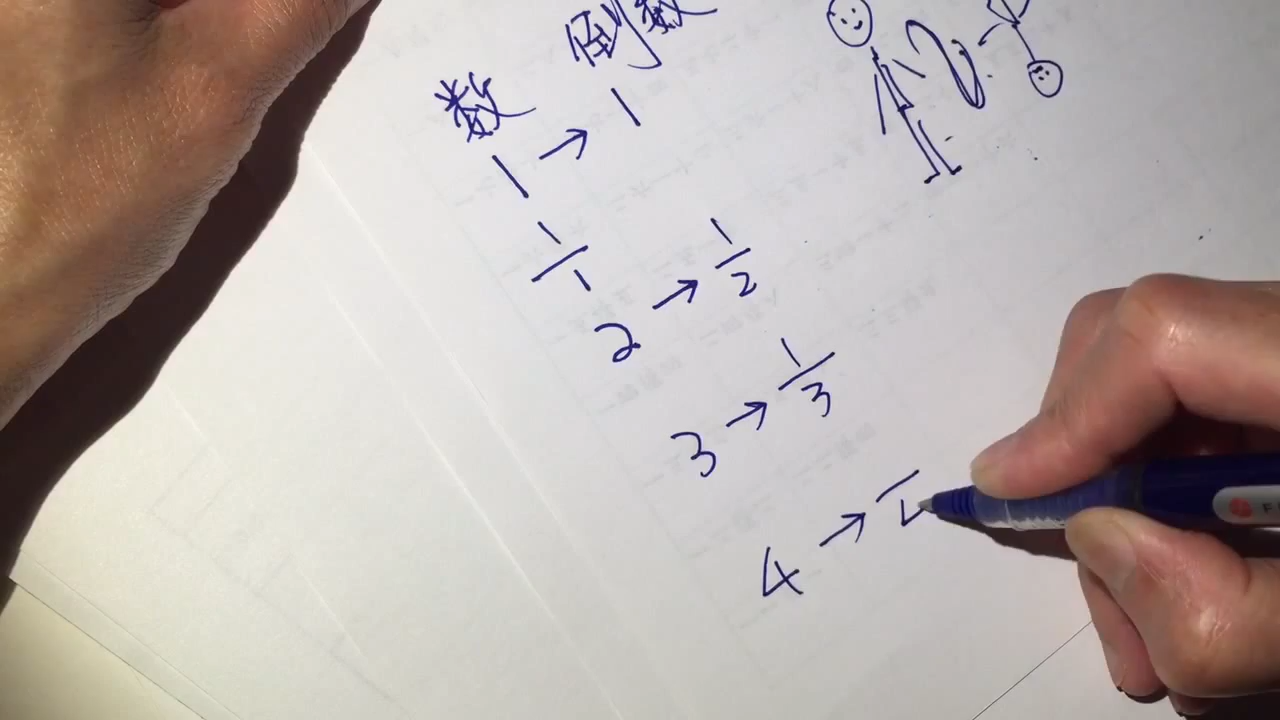 数 倒数
1 → 1
1/1
2 → 1/2
3 → 1/3
4 →